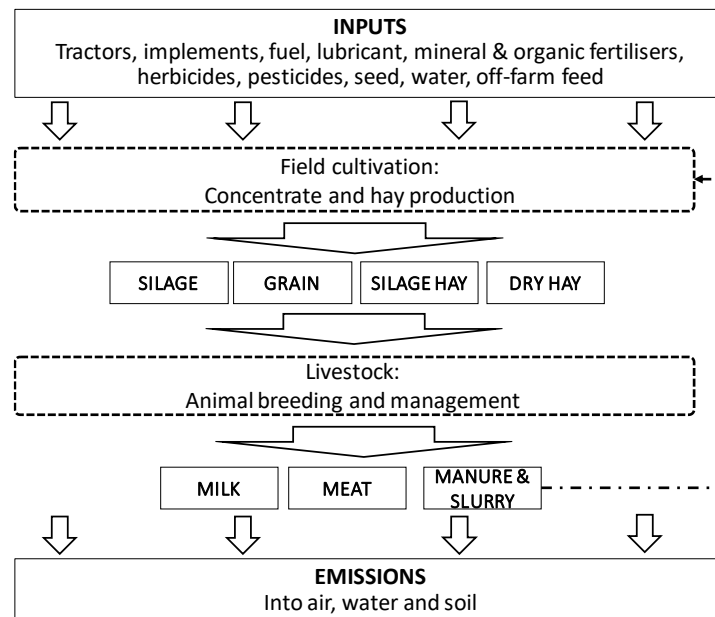 INPUTS
Tractors, implements, fuel, lubricant, mineral & organic fertilisers,
herbicides, pesticides, seed, water, off-farm feed
Field cultivation:
Concentrate and hay production
SILAGE GRAIN SILAGE HAY DRY HAY
Livestock:
Animal breeding and management
MILK MEAT MANURE &
SLURRY
EMISSIONS
Into air, water and soil